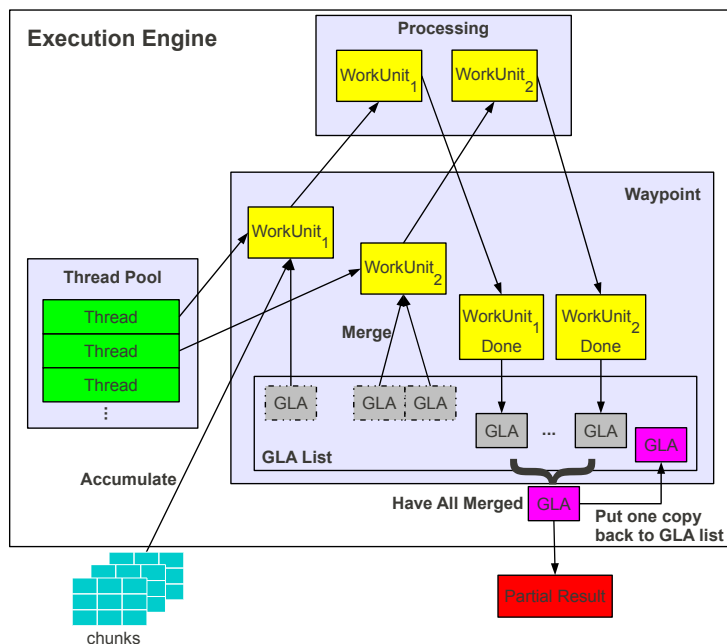 Execution Engine
Processing
WorkUnit1
WorkUnit2
Waypoint
WorkUnit1
WorkUnit2
Thread Pool
Thread
Thread
Thread
...
Merge
WorkUnit1
Done
WorkUnit2
Done
GLA
GLA
GLA
GLA
...
GLA
GLA
GLA List
Accumulate
Have All Merged
GLA
Put one copy
back to GLA list
Partial Result
chunks